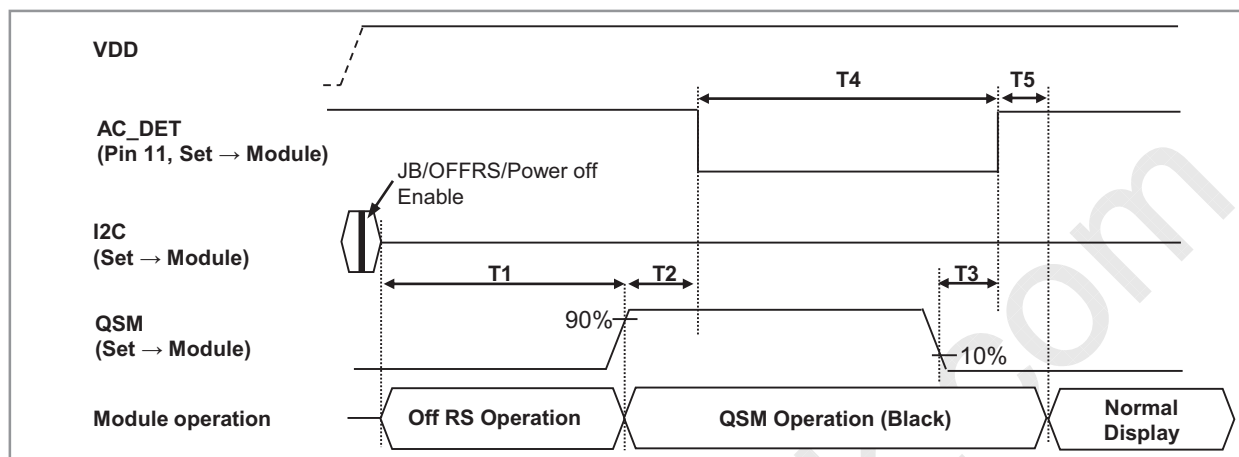 VDD
T4
T5
AC_DET
(Pin 11, Set → Module)
JB/OFFRS/Power off
Enable
I2C
(Set → Module)
T1
T2
T3
90%
QSM
(Set → Module)
10%
Module operation
Off RS Operation
QSM Operation (Black)
Normal
Display
com